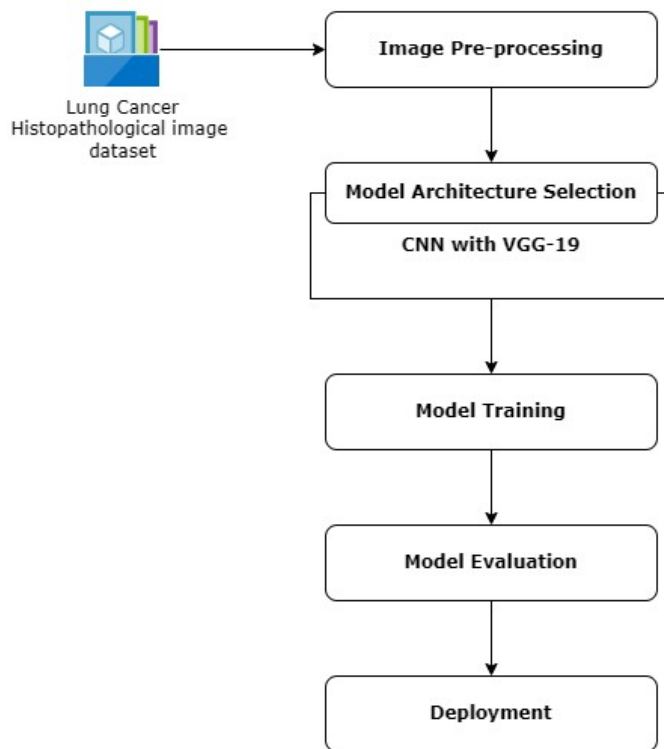 Image Pre-processing
Lung Cancer
Histopathological image
dataset
Model Architecture Selection
CNN with VGG-19
Model Training
Model Evaluation
Deployment